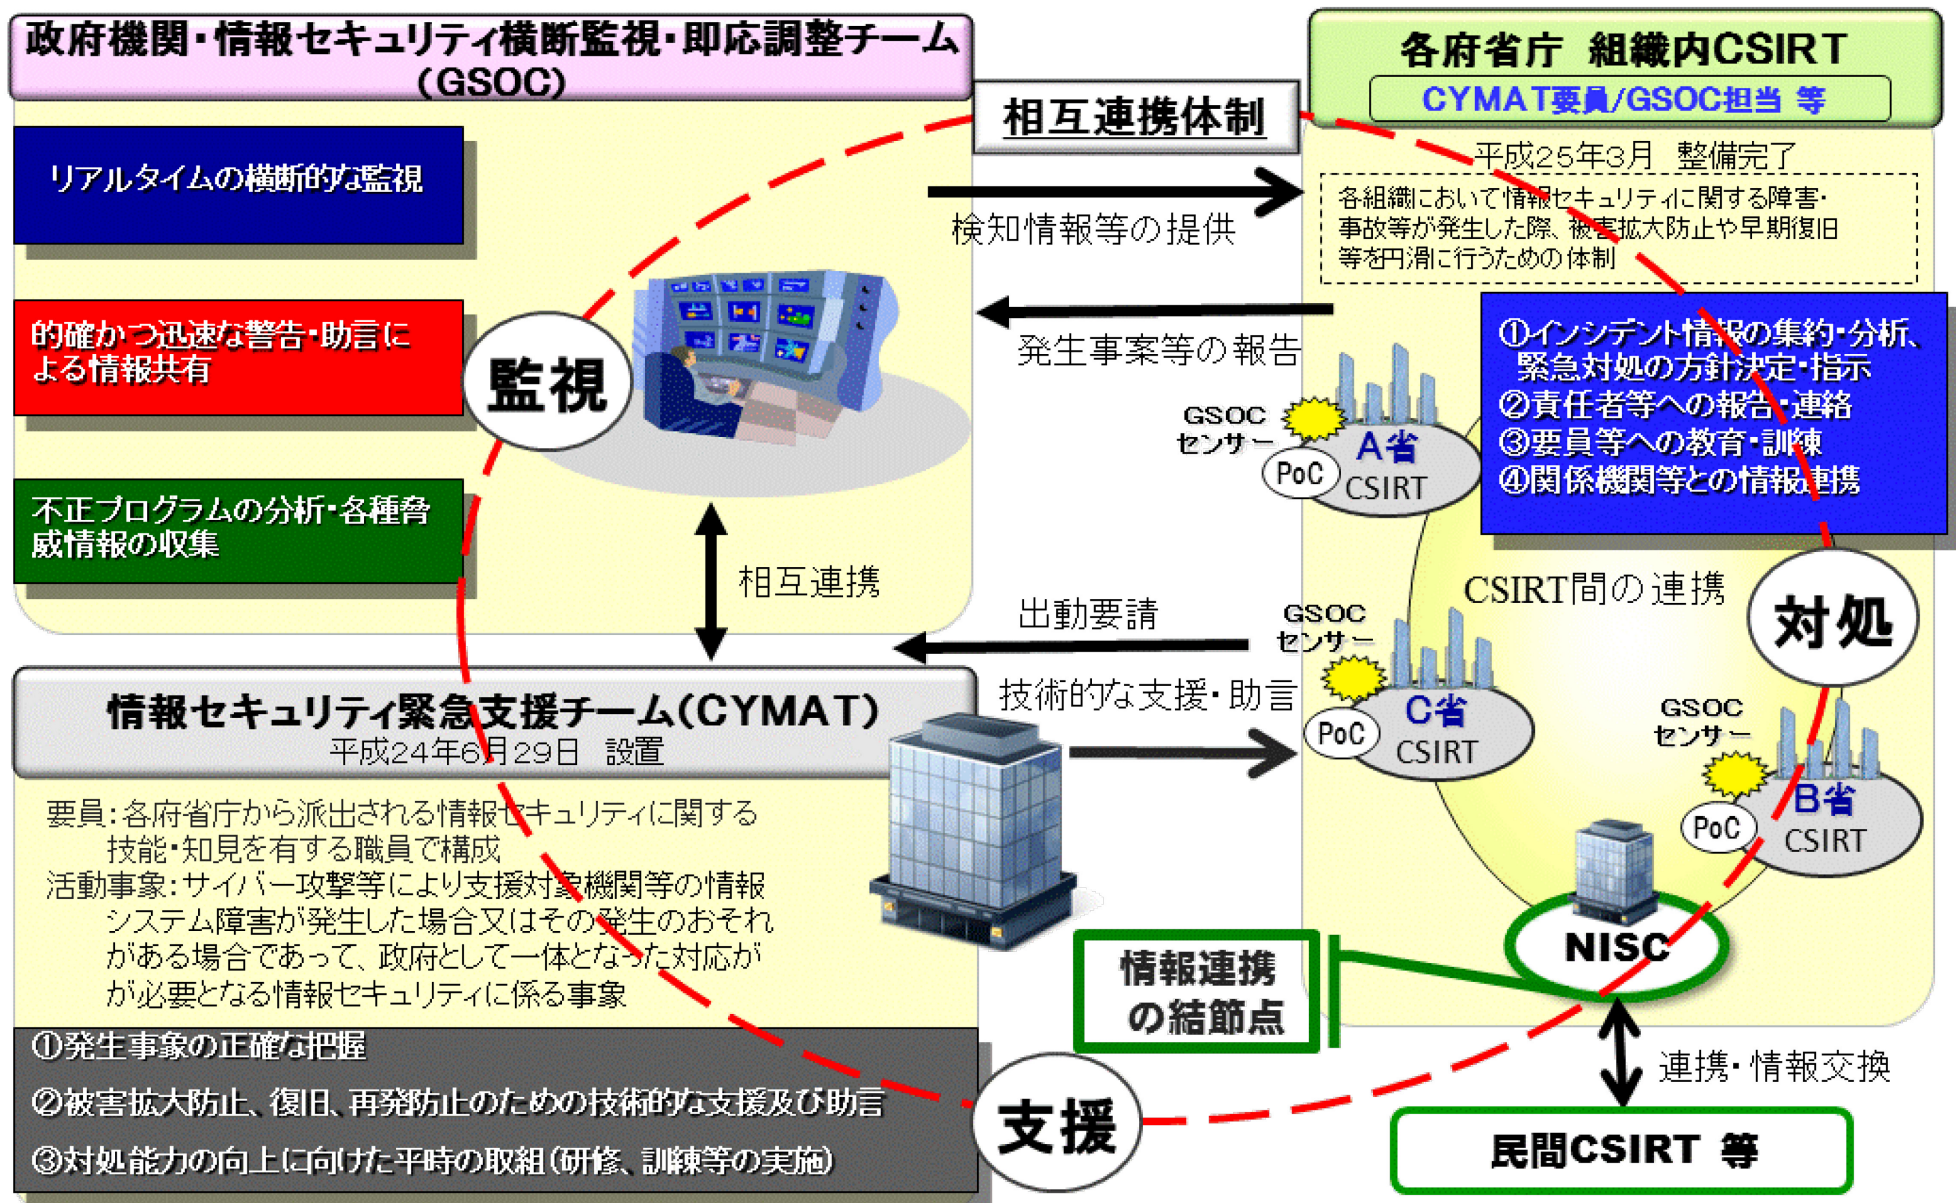 政府機関・情報セキュリティ横断監視・即応調整チーム
(GSOC)
リアルタイムの横断的な監視
的確かつ迅速な警告・助言に
よる情報共有
不正プログラムの分析・各種脅
威情報の収集
監視
相互連携体制
検知情報等の提供
発生事案等の報告
相互連携
出動要請
技術的な支援・助言
各府省庁 組織内CSIRT
CYMAT要員/GSOC担当 等
平成25年3月 整備完了
各組織において情報セキュリティに関する障害・
事故等が発生した際、被害拡大防止や早期復旧
等を円滑に行うための体制
①インシデント情報の集約・分析、
緊急対処の方針決定・指示
②責任者等への報告・連絡
③要員等への教育・訓練
④関係機関等との情報連携
GSOC
センサー
A省
PoC
CSIRT
CSIRT間の連携
対処
GSOC
センサー
C省
PoC
CSIRT
GSOC
センサー
B省
PoC
CSIRT
NISC
情報連携
の結節点
連携・情報交換
民間CSIRT 等
情報セキュリティ緊急支援チーム(CYMAT)
平成24年6月29日 設置
要員:各府省庁から派出される情報セキュリティに関する
技能・知見を有する職員で構成
活動事象:サイバー攻撃等により支援対象機関等の情報
システム障害が発生した場合又はその発生のおそれ
がある場合であって、政府として一体となった対応が
が必要となる情報セキュリティに係る事象
①発生事象の正確な把握
②被害拡大防止、復旧、再発防止のための技術的な支援及び助言
③対処能力の向上に向けた平時の取組(研修、訓練等の実施)
支援